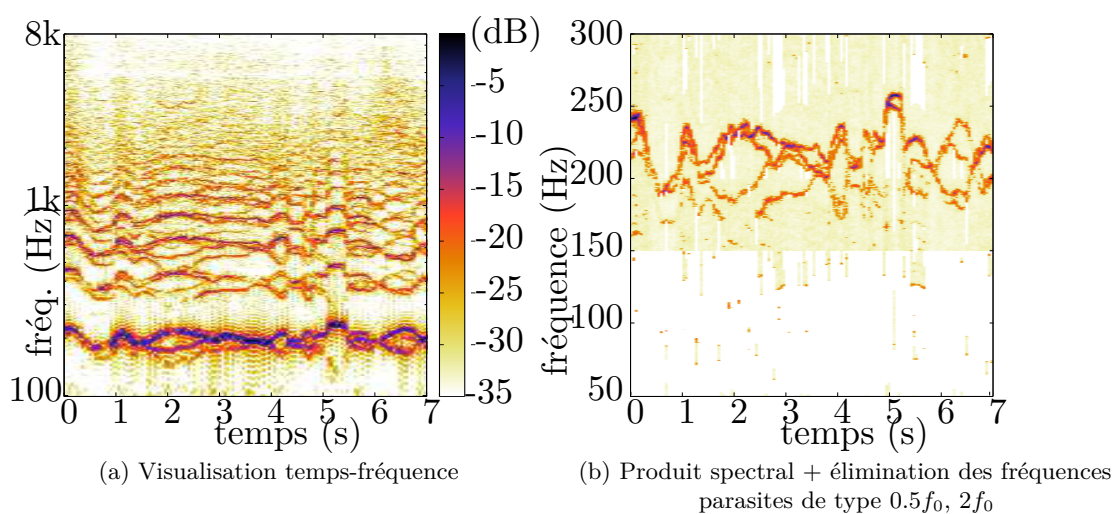 8k
1k
100
fréq. (Hz)
0 1 2 3 4 5 6 7
temps (s)
(dB)
-5
-10
-15
-20
-25
-30
-35
(a) Visualisation temps-fréquence
300
250
200
150
100
50
fréquence (Hz)
0 1 2 3 4 5 6 7
temps (s)
(b) Produit spectral + élimination des fréquences
parasites de type 0.5f₀, 2f₀